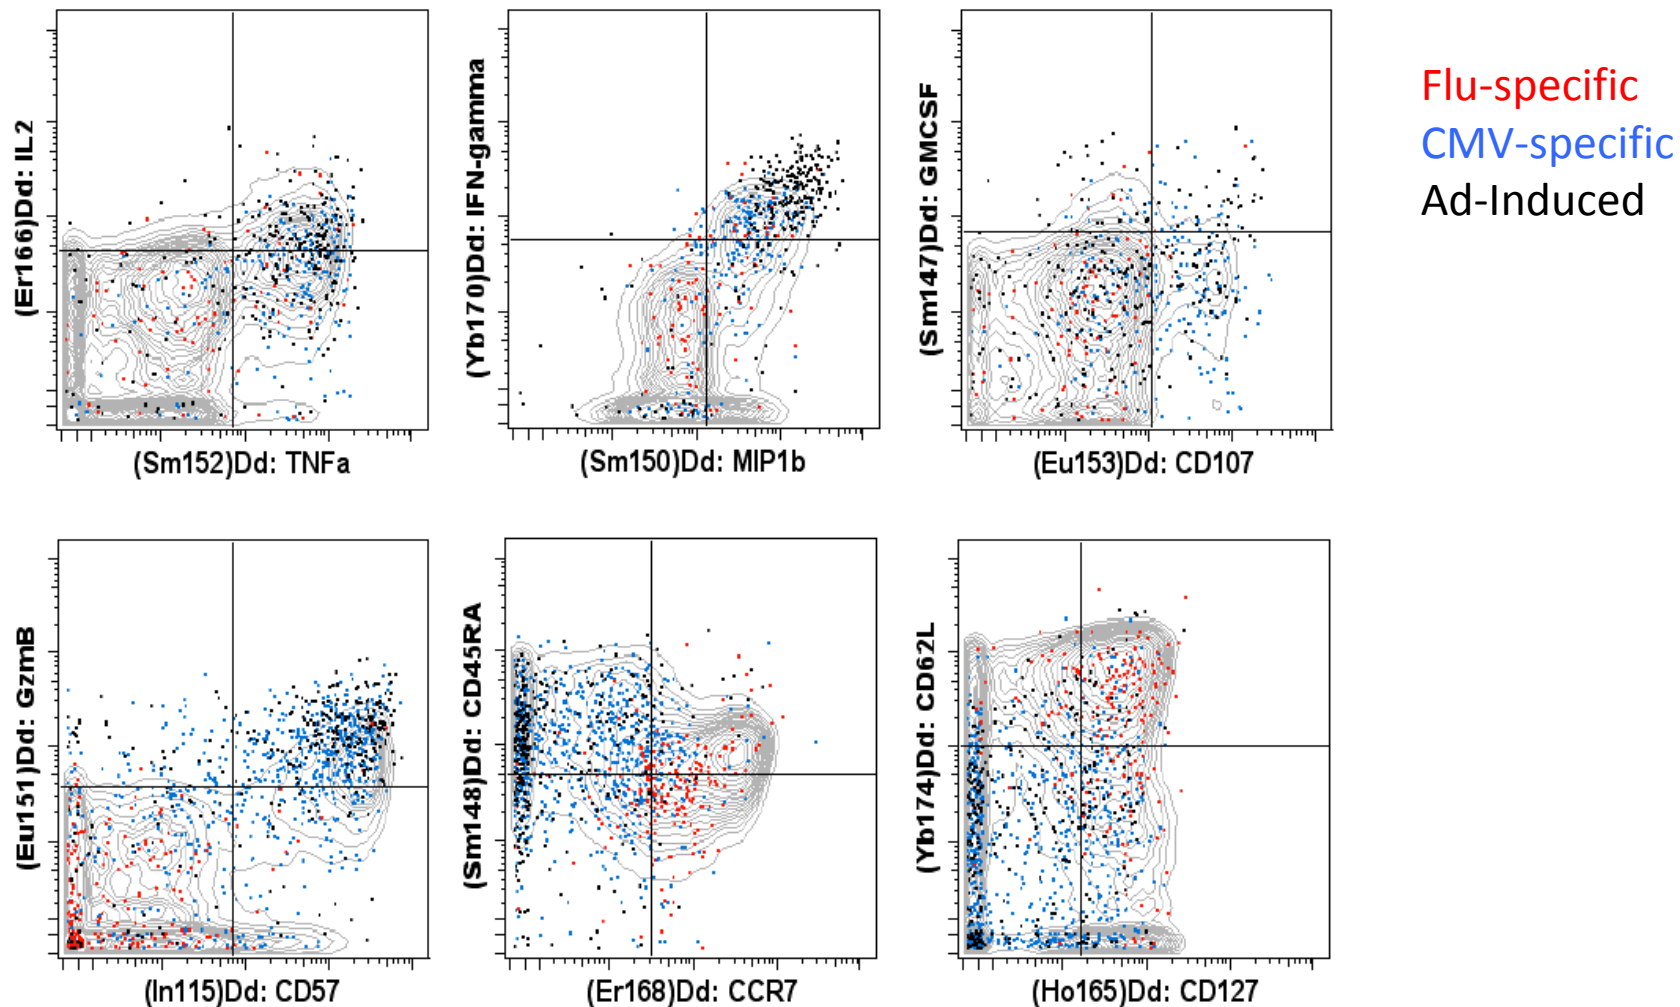 (Er166)Dd: IL2
(Sm152)Dd: TNFa
(Yb170)Dd: IFN-gamma
(Sm150)Dd: MIP1b
(Sm147)Dd: GMCSF
(Eu153)Dd: CD107
Flu-specific
CMV-specific
Ad-Induced
(Eu151)Dd: GzmB
(In115)Dd: CD57
(Sm148)Dd: CD45RA
(Er168)Dd: CCR7
(Yb174)Dd: CD62L
(Ho165)Dd: CD127